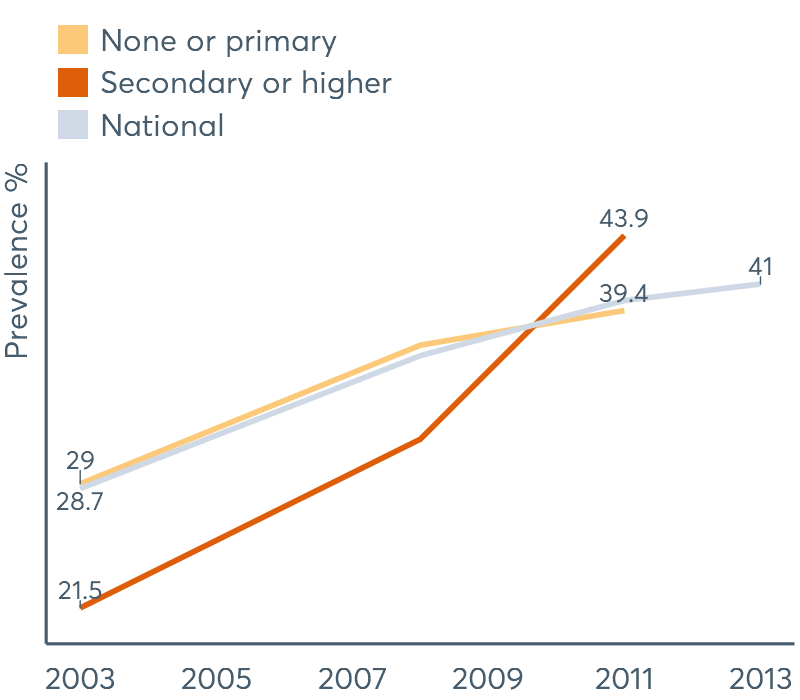 None or primary
Secondary or higher
National
Prevalence %
43.9
41
39.4
29
28.7
21.5
2003 2005 2007 2009 2011 2013